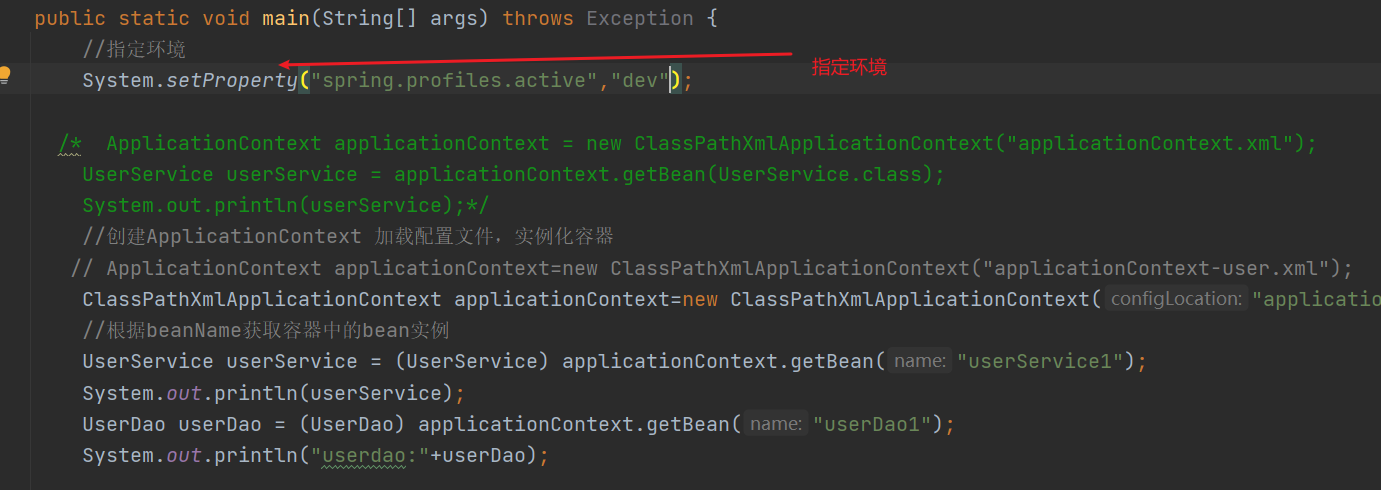 public static void main(String[] args) throws Exception {
//指定环境
System.setProperty("spring.profiles.active","dev");
指定环境
/*  ApplicationContext applicationContext = new ClassPathXmlApplicationContext("applicationContext.xml");
UserService userService = applicationContext.getBean(UserService.class);
System.out.println(userService);*/
//创建ApplicationContext 加载配置文件，实例化容器
// ApplicationContext applicationContext=new ClassPathXmlApplicationContext("applicationContext-user.xml");
ClassPathXmlApplicationContext applicationContext=new ClassPathXmlApplicationContext( configLocation: "applicatio
//根据beanName获取容器中的bean实例
UserService userService = (UserService) applicationContext.getBean( name: "userService1");
System.out.println(userService);
UserDao userDao = (UserDao) applicationContext.getBean( name: "userDao1");
System.out.println("userdao:"+userDao);